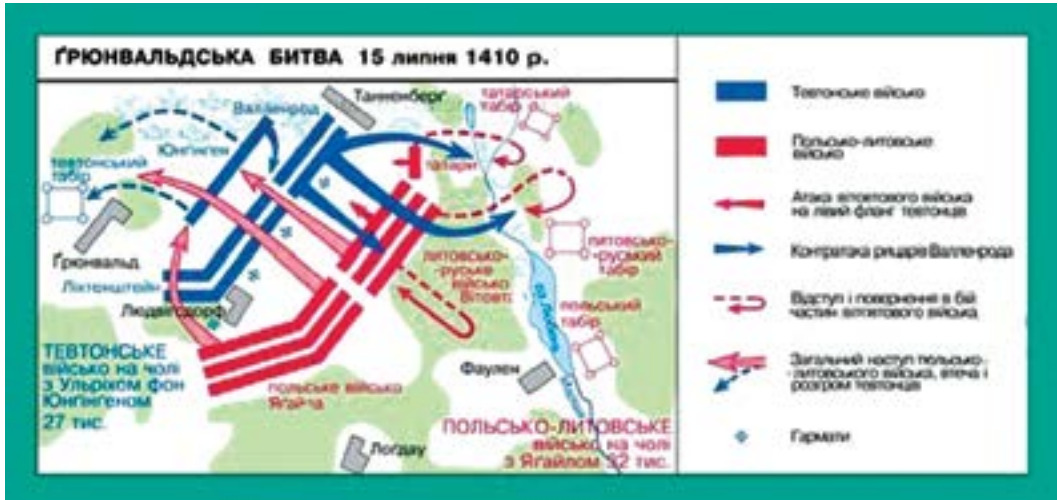 ҐРЮНВАЛЬДСЬКА БИТВА 15 липня 1410 р.
Танненберг
татарський
табір
Валленрод
Юнгінген
татари
тевтонський
табір
Ґрюнвальд
Ліхтенштейн
Людвігсдорф
литовсько-
-руське
військо
Вітовта
литовсько-
-руський
табір
польський
табір
оз. Любень
Фаулен
ТЕВТОНСЬКЕ
військо на чолі
з Ульріхом фон
Юнгінгеном
27 тис.
польське військо
Ягайла
Лоґдау
ПОЛЬСЬКО-ЛИТОВСЬКЕ
військо на чолі
з Ягайлом 32 тис.
Тевтонське військо
Польсько-литовське
військо
Атака вітовтового війська
на лівий фланг тевтонців
Контратака рицарів Валленрода
Відступ і повернення в бій
частин вітовтового війська
Загальний наступ польсько-
-литовського війська, втеча і
розгром тевтонців
Гармати